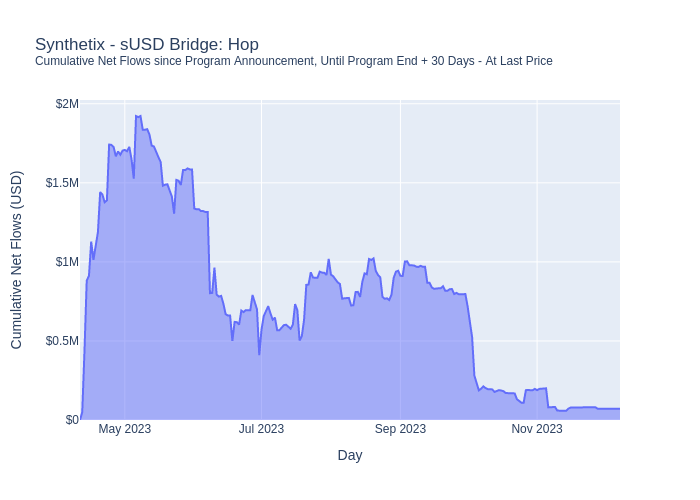 Synthetix - sUSD Bridge: Hop
Cumulative Net Flows since Program Announcement, Until Program End + 30 Days - At Last Price
$2M
$1.5M
$1M
$0.5M
$0
Cumulative Net Flows (USD)
May 2023
Jul 2023
Sep 2023
Nov 2023
Day